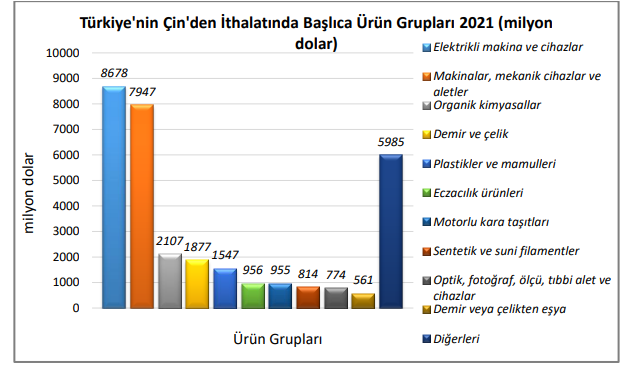 Türkiye'nin Çin'den İthalatında Başlıca Ürün Grupları 2021 (milyon
dolar)
milyon dolar
10000
9000
8000
7000
6000
5000
4000
3000
2000
1000
0
8678
7947
2107
1877
1547
956
955
814
774
561
5985
Ürün Grupları
Elektrikli makina ve cihazlar
Makinalar, mekanik cihazlar ve
aletler
Organik kimyasallar
Demir ve çelik
Plastikler ve mamulleri
Eczacılık ürünleri
Motorlu kara taşıtları
Sentetik ve suni filamentler
Optik, fotoğraf, ölçü, tıbbi alet ve
cihazlar
Demir veya çelikten eşya
Diğerleri